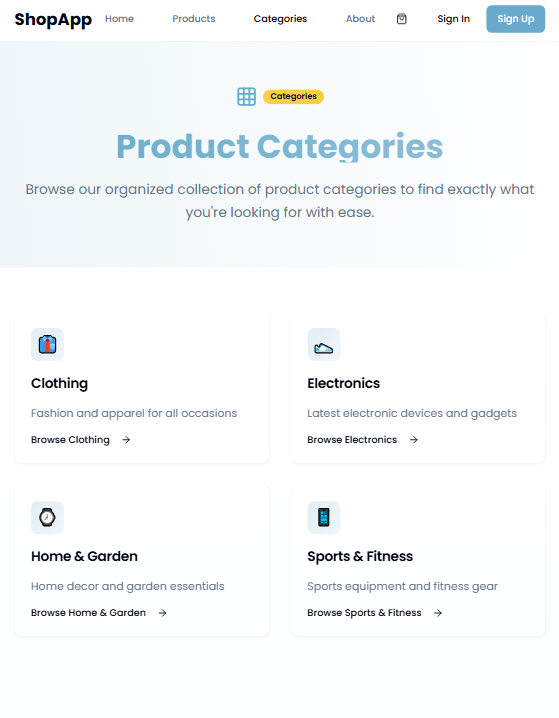 ShopApp Home Products Categories About Sign In Sign Up
Categories
Product Categories
Browse our organized collection of product categories to find exactly what
you're looking for with ease.
Clothing
Fashion and apparel for all occasions
Browse Clothing →
Electronics
Latest electronic devices and gadgets
Browse Electronics →
Home & Garden
Home decor and garden essentials
Browse Home & Garden →
Sports & Fitness
Sports equipment and fitness gear
Browse Sports & Fitness →